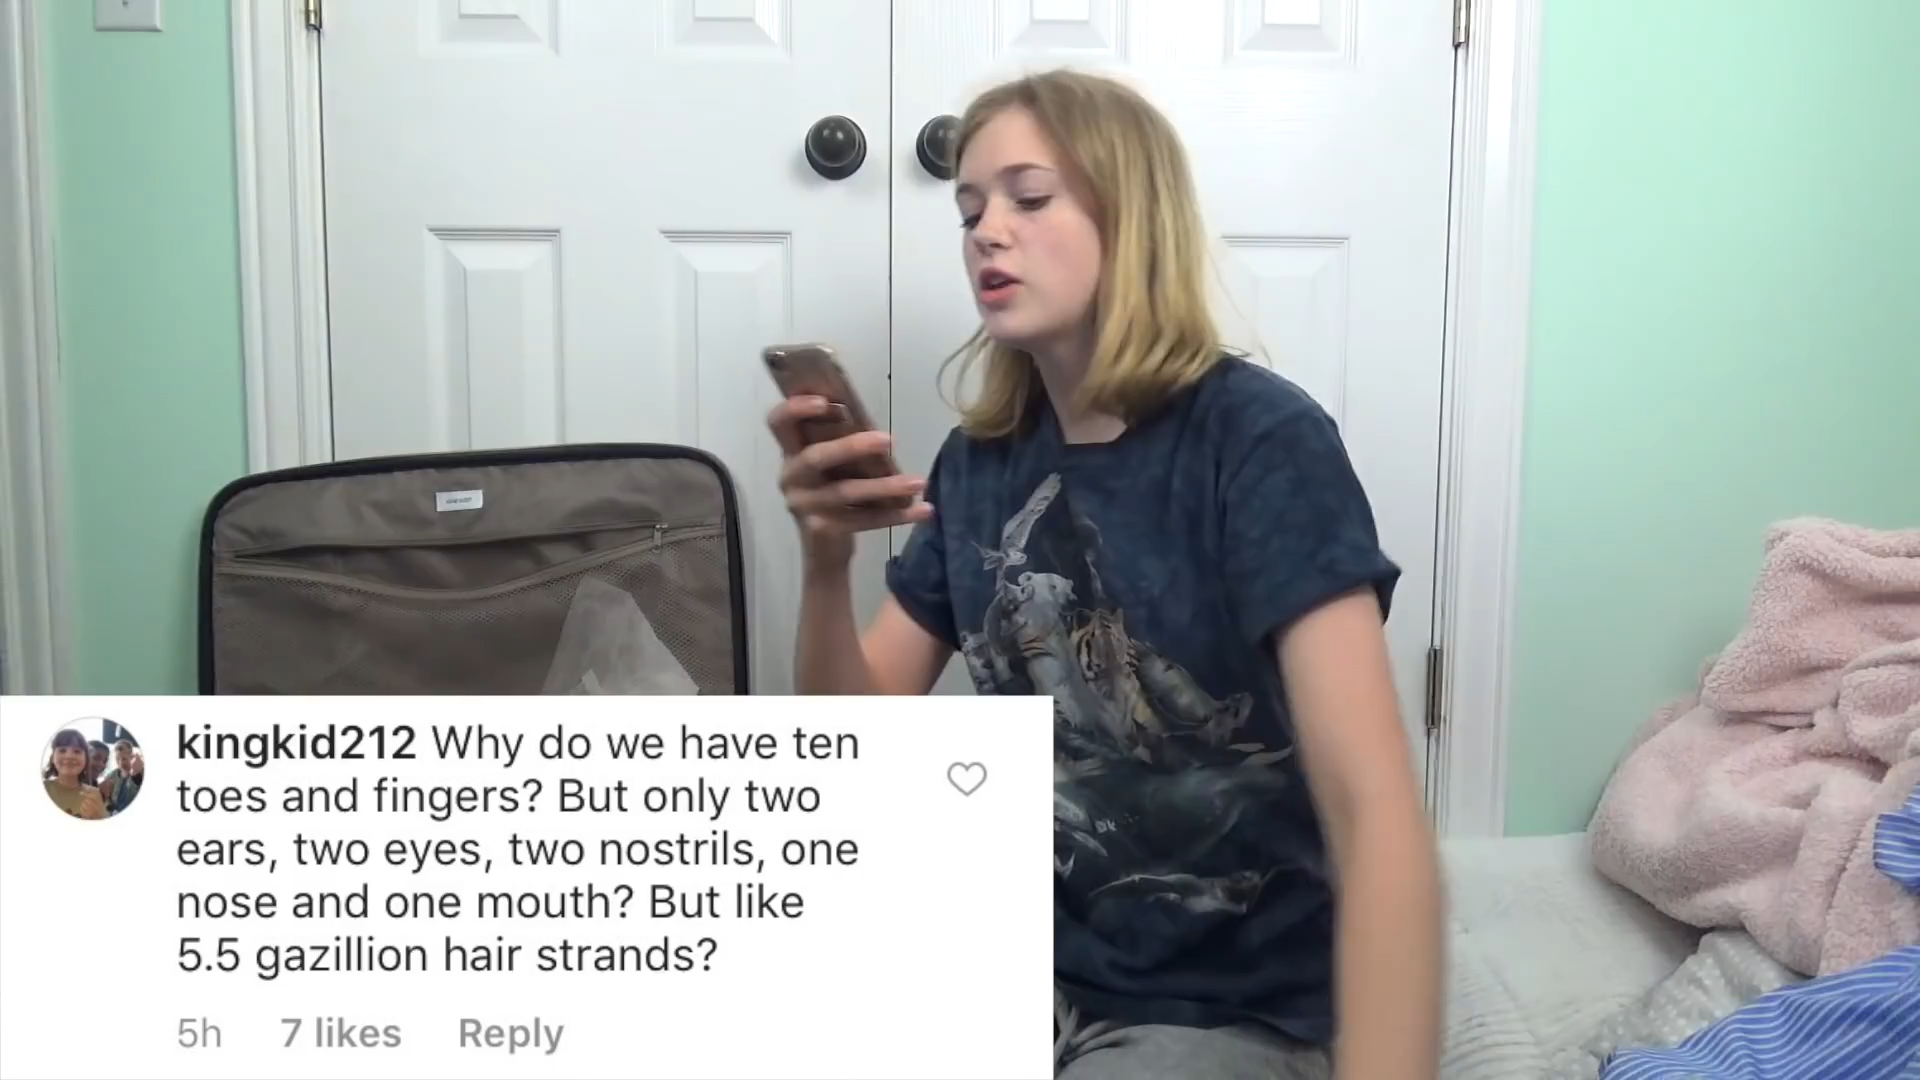 kingkid212 Why do we have ten
toes and fingers? But only two
ears, two eyes, two nostrils, one
nose and one mouth? But like
5.5 gazillion hair strands?
5h 7 likes Reply